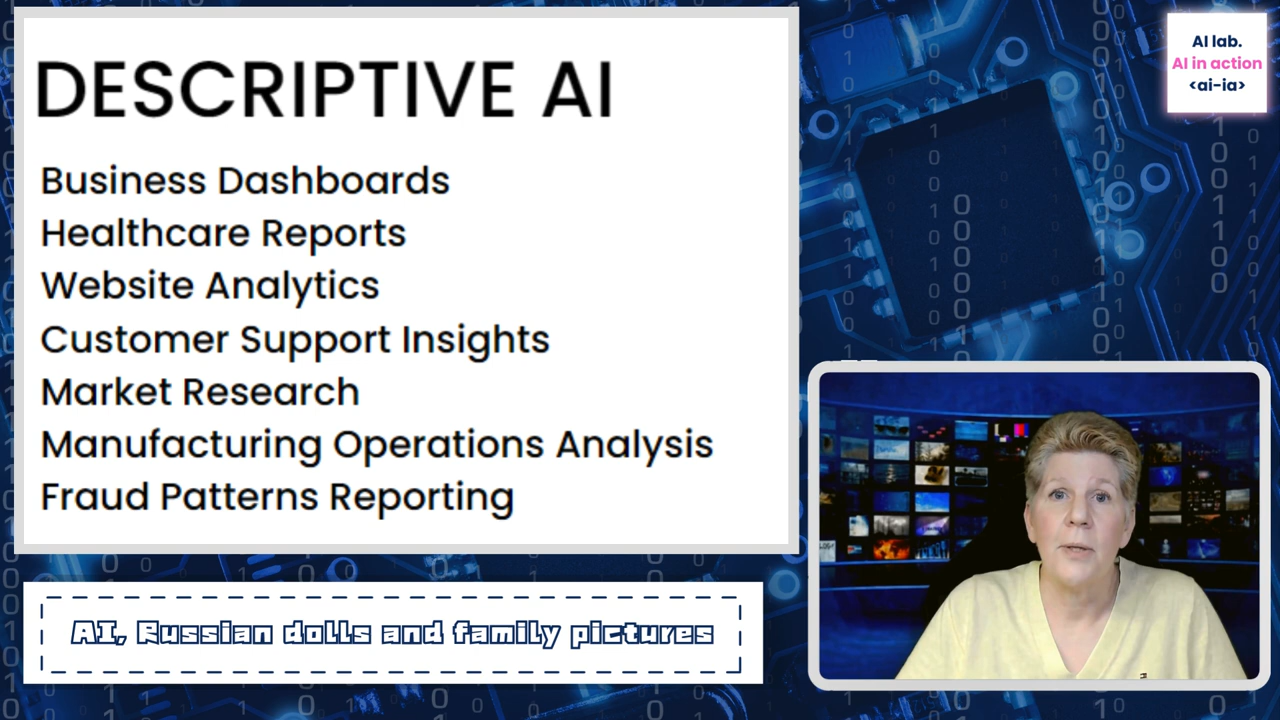 DESCRIPTIVE AI
Business Dashboards
Healthcare Reports
Website Analytics
Customer Support Insights
Market Research
Manufacturing Operations Analysis
Fraud Patterns Reporting
AI, Russian dolls and family pictures
AI lab.
AI in action
<ai-ia>